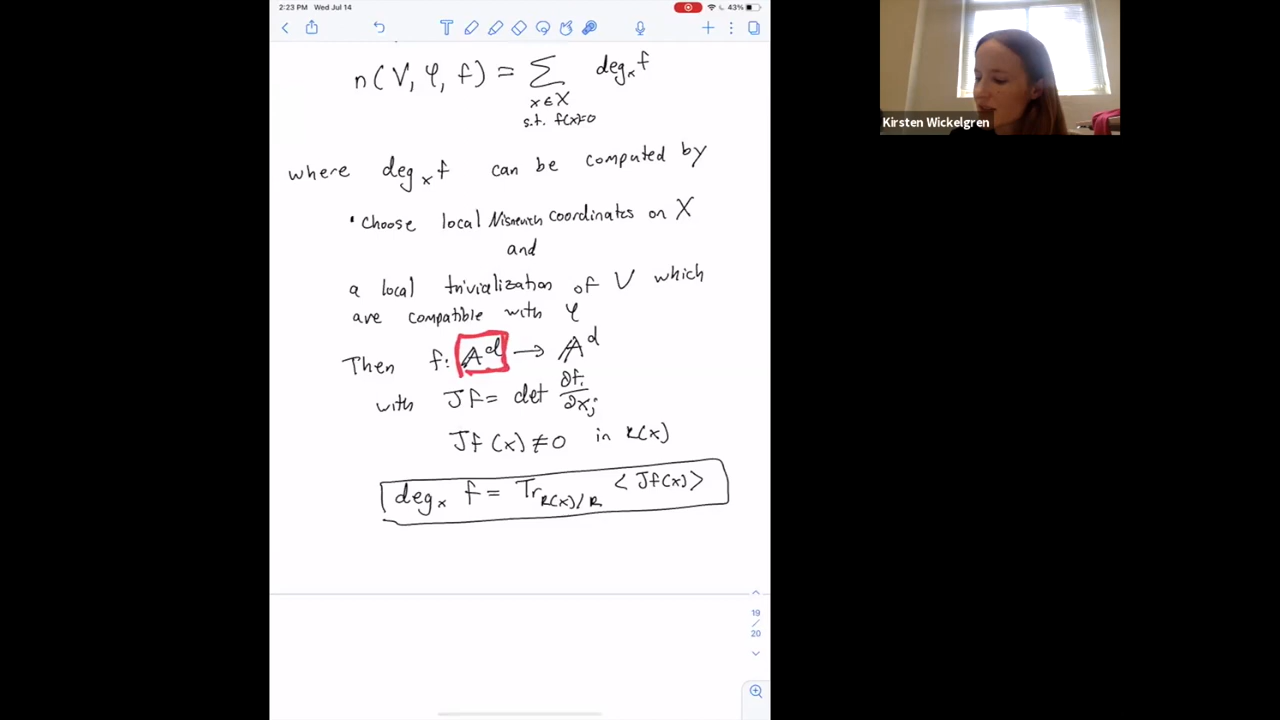 2:23 PM Wed Jul 14
43%
n(V, φ, f) = Σ deg_x f
x ∈ X
s.t. f(x)=0
where deg_x f can be computed by
• Choose local Nisnevich coordinates on X
and
a local trivialization of V which
are compatible with φ
Then f: 𝔸^d → 𝔸^d
with Jf = det ∂f_i/∂x_j
Jf(x) ≠ 0 in k(x)
deg_x f = Tr_{k(x)/k} <Jf(x)>
19
/
20
Kirsten Wickelgren